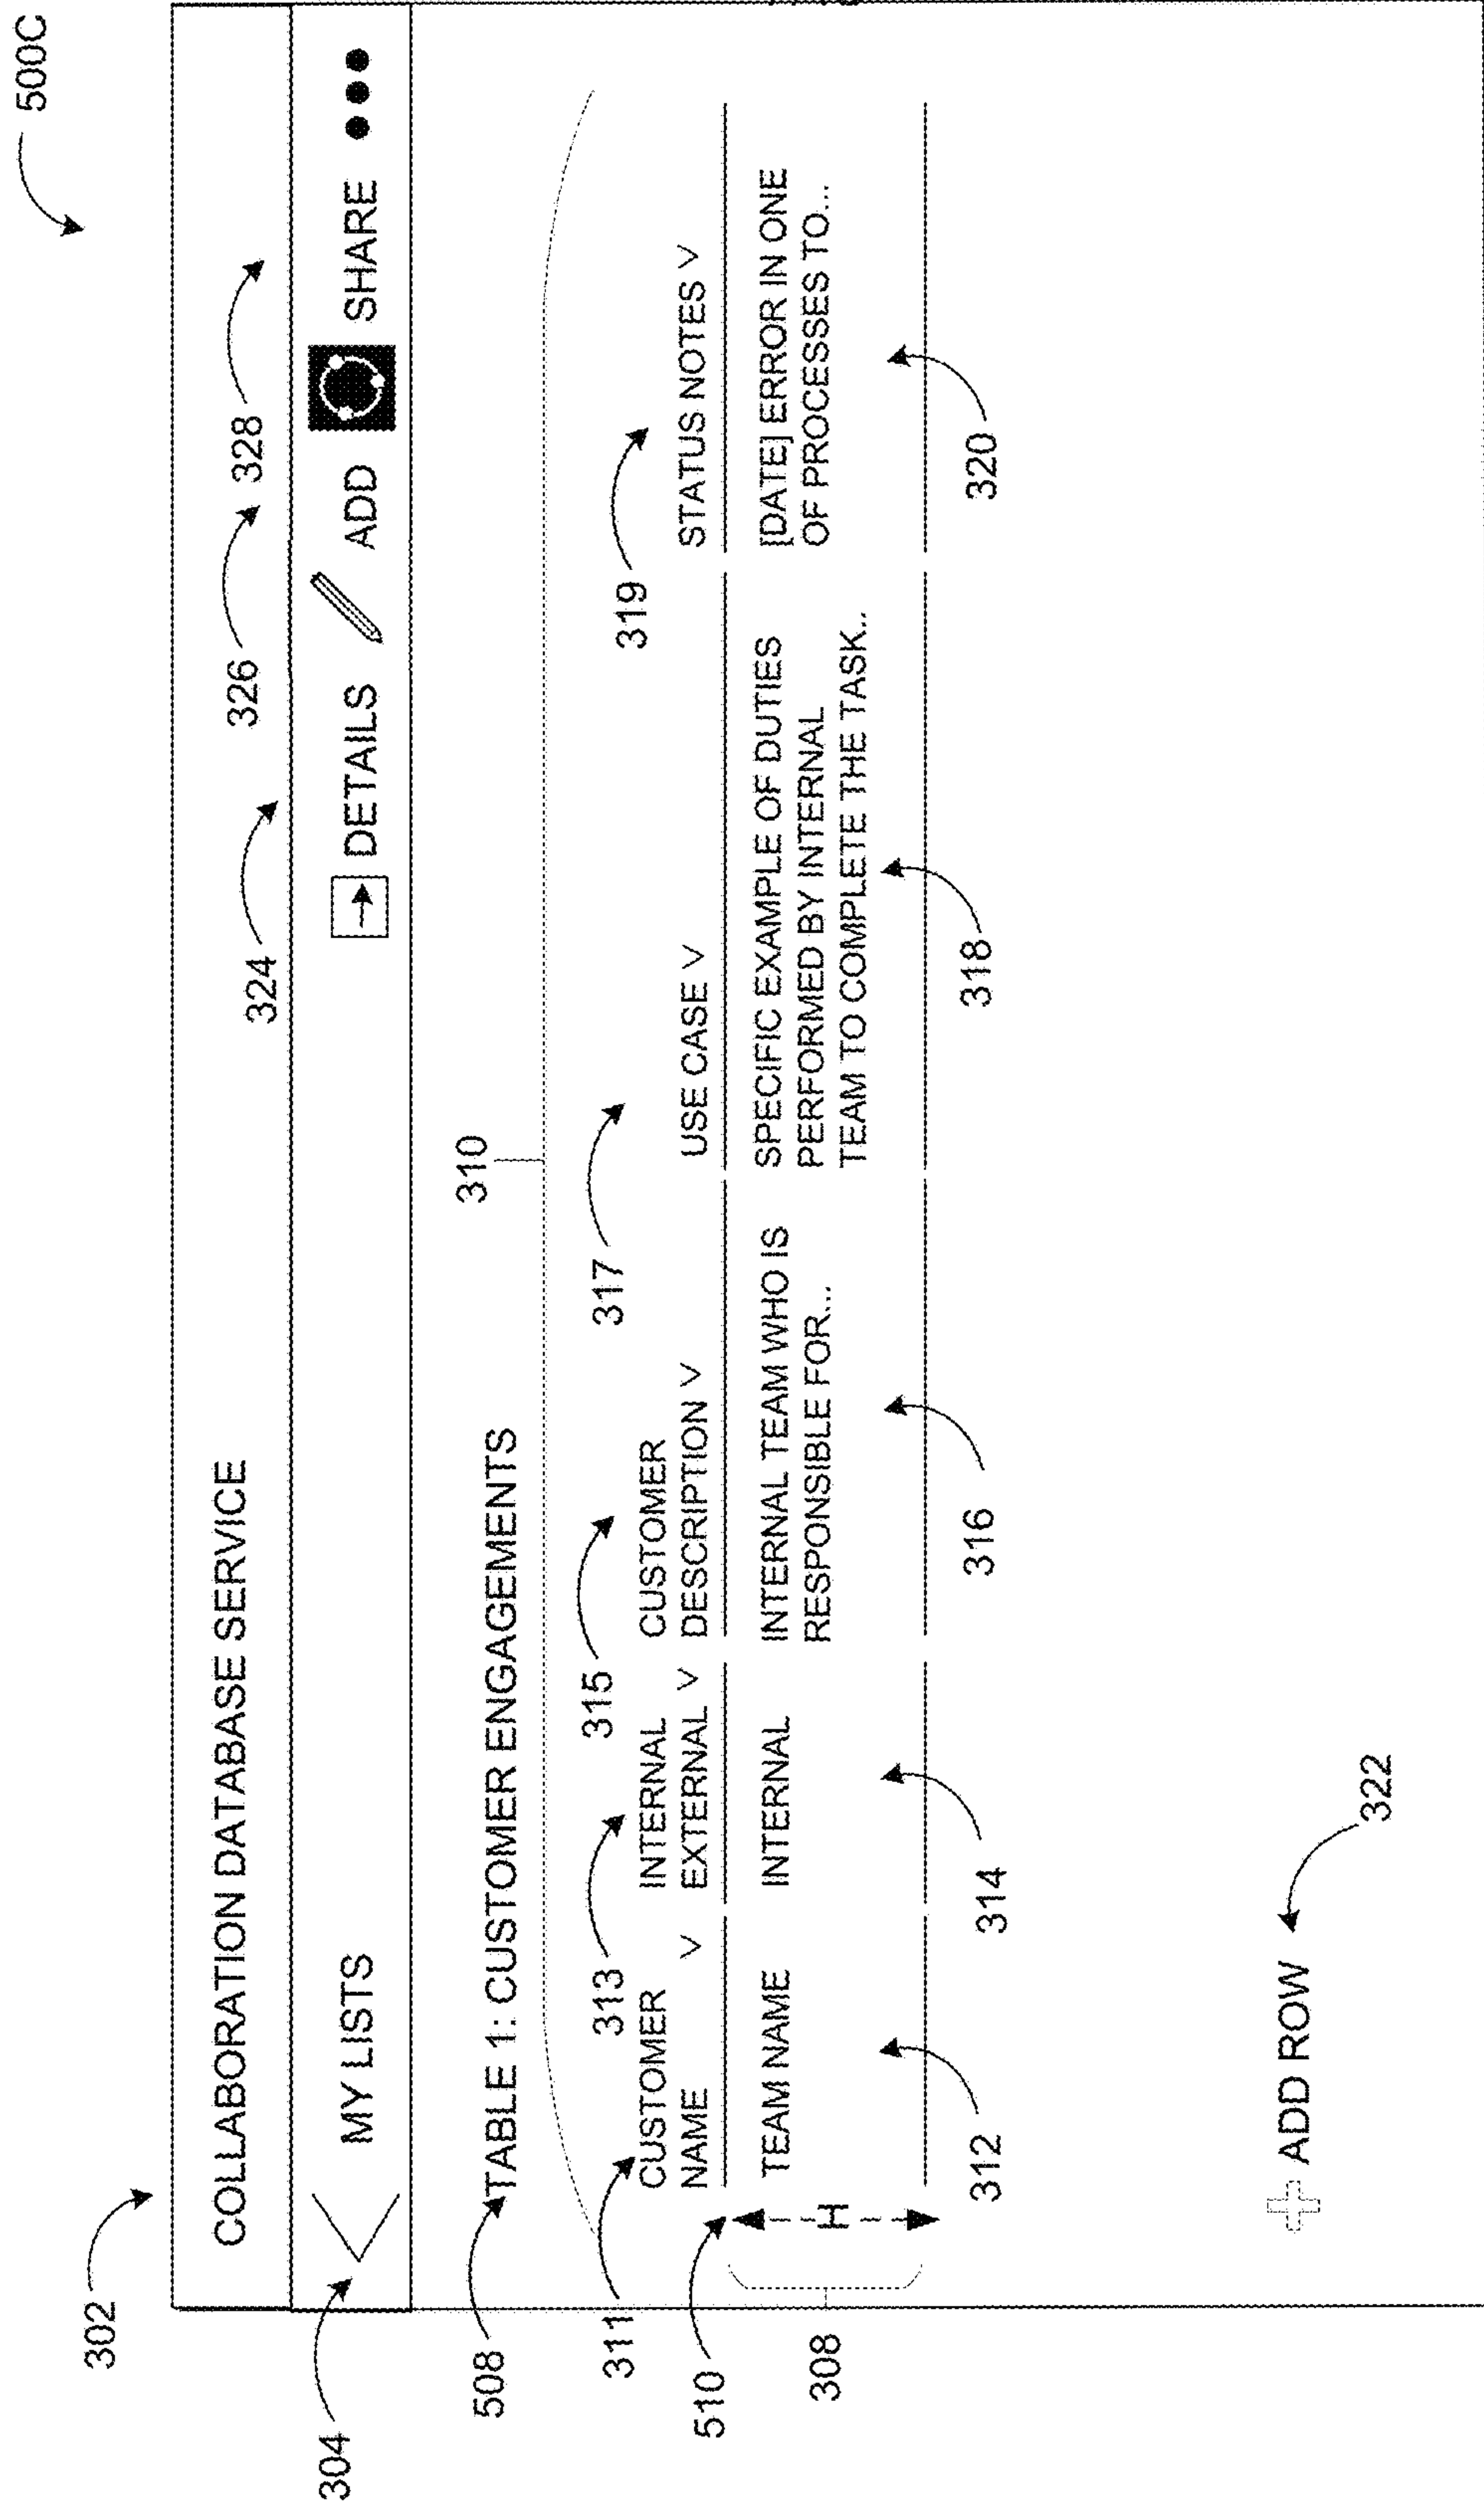 500C
302
COLLABORATION DATABASE SERVICE
324
326
328
304
MY LISTS
DETAILS
ADD
SHARE
310
508
TABLE 1: CUSTOMER ENGAGEMENTS
311
313
315
317
319
CUSTOMER
NAME
INTERNAL
EXTERNAL
CUSTOMER
DESCRIPTION
USE CASE
STATUS NOTES
510
308
H
TEAM NAME
INTERNAL
INTERNAL TEAM WHO IS
RESPONSIBLE FOR...
SPECIFIC EXAMPLE OF DUTIES
PERFORMED BY INTERNAL
TEAM TO COMPLETE THE TASK..
[DATE] ERROR IN ONE
OF PROCESSES TO...
312
314
316
318
320
ADD ROW
322